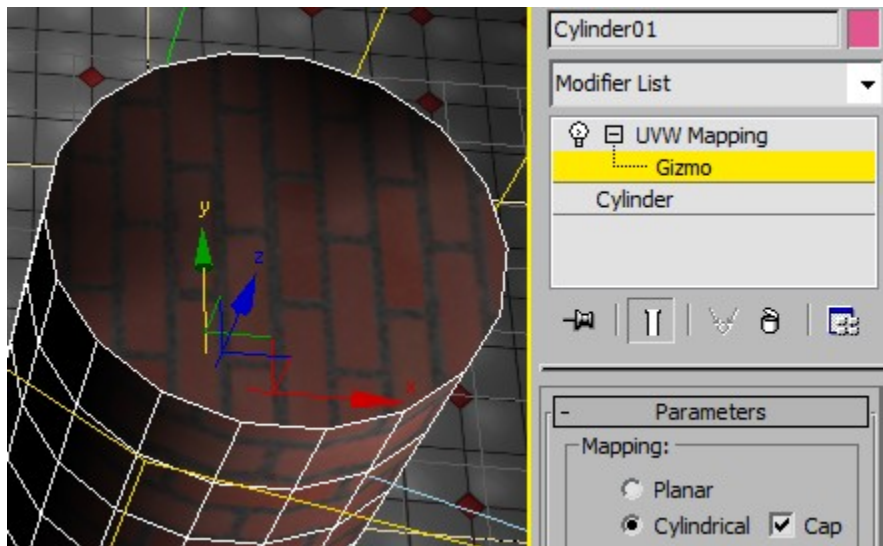 Cylinder01
Modifier List
UVW Mapping
Gizmo
Cylinder
y
z
x
- Parameters
Mapping:
Planar
Cylindrical Cap